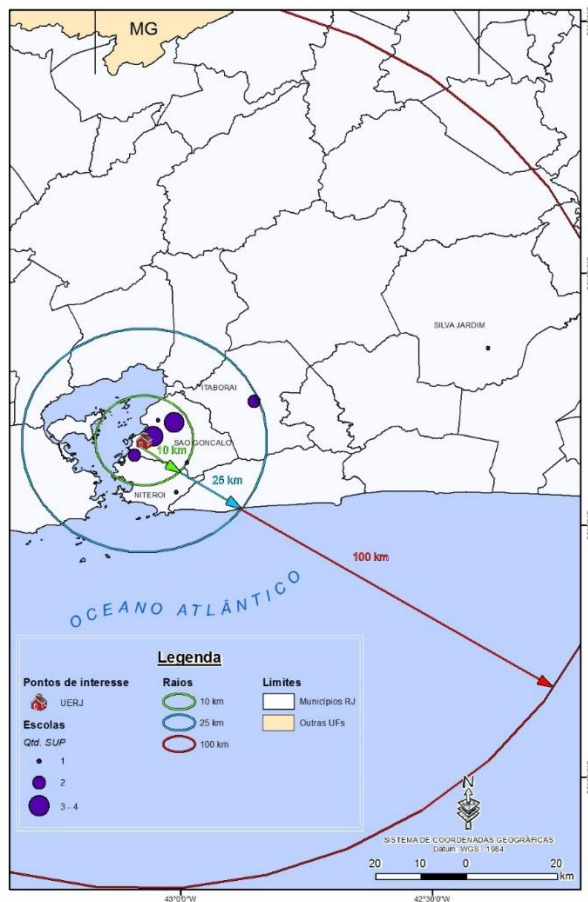 MG
SILVA JARDIM
ITABORAI
SAO GONCALO
10 km
25 km
NITEROI
100 km
OCEANO ATLÂNTICO
Legenda
Pontos de interesse
UERJ
Escolas
Qtd. SUP
1
2
3 - 4
Raios
10 km
25 km
100 km
Limites
Municípios RJ
Outras UFs
N
SISTEMA DE COORDENADAS GEOGRÁFICAS
Datum: WGS - 1984
20 10 0 20
km
43°0'0"W 42°30'0"W